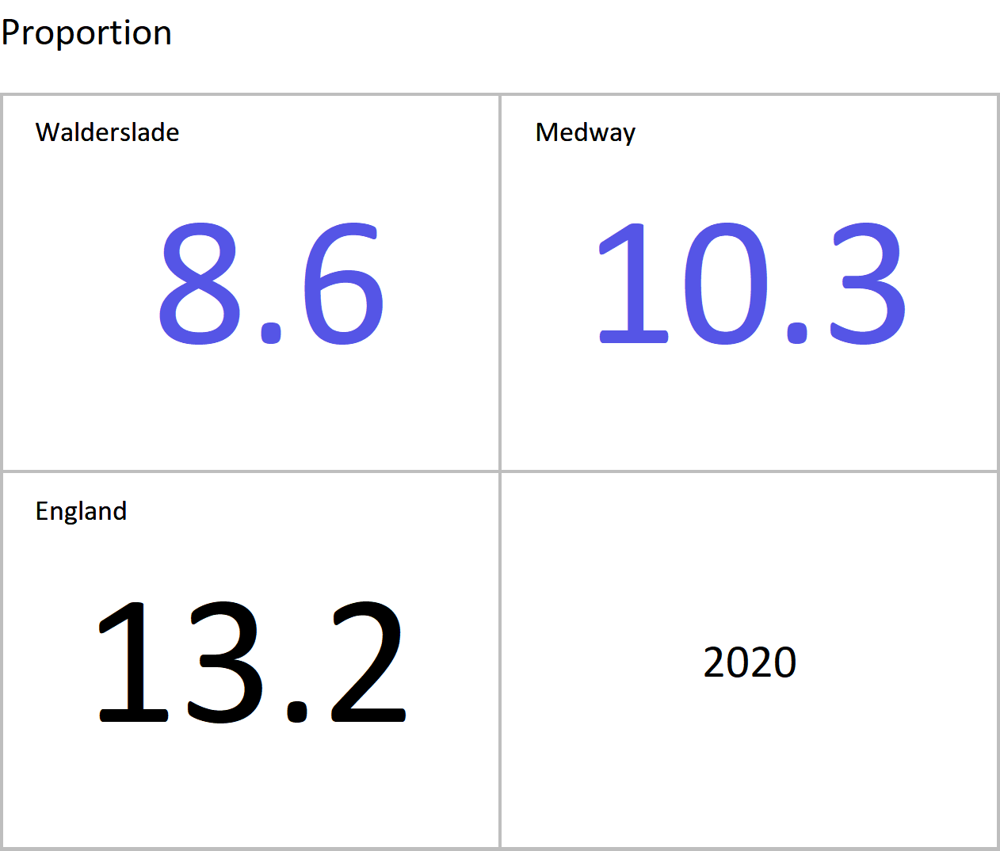 Proportion
Walderslade
8.6
Medway
10.3
England
13.2
2020